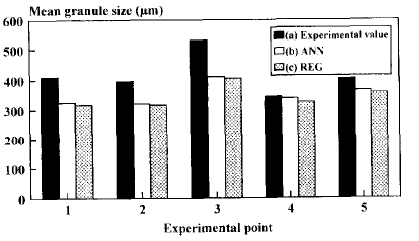 Mean granule size (µm)
600
(a) Experimental value
500
(b) ANN
(c) REG
400
300
200
100
0
1 2 3 4 5
Experimental point